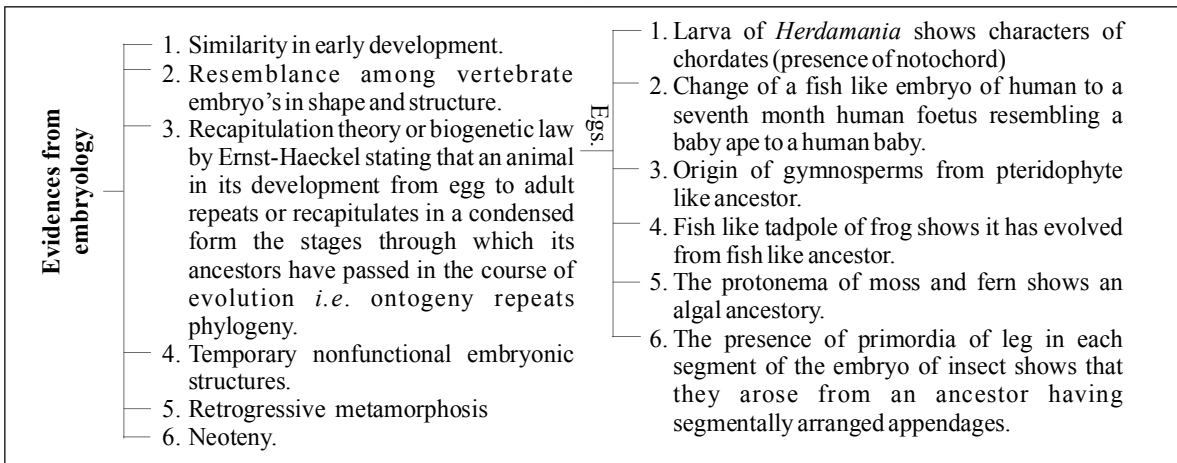 Evidences from
embryology
1. Similarity in early development.
2. Resemblance among vertebrate
embryo's in shape and structure.
3. Recapitulation theory or biogenetic law
by Ernst-Haeckel stating that an animal
in its development from egg to adult
repeats or recapitulates in a condensed
form the stages through which its
ancestors have passed in the course of
evolution i.e. ontogeny repeats
phylogeny.
4. Temporary nonfunctional embryonic
structures.
5. Retrogressive metamorphosis
6. Neoteny.
Egs.
1. Larva of Herdamania shows characters of
chordates (presence of notochord)
2. Change of a fish like embryo of human to a
seventh month human foetus resembling a
baby ape to a human baby.
3. Origin of gymnosperms from pteridophyte
like ancestor.
4. Fish like tadpole of frog shows it has evolved
from fish like ancestor.
5. The protonema of moss and fern shows an
algal ancestory.
6. The presence of primordia of leg in each
segment of the embryo of insect shows that
they arose from an ancestor having
segmentally arranged appendages.